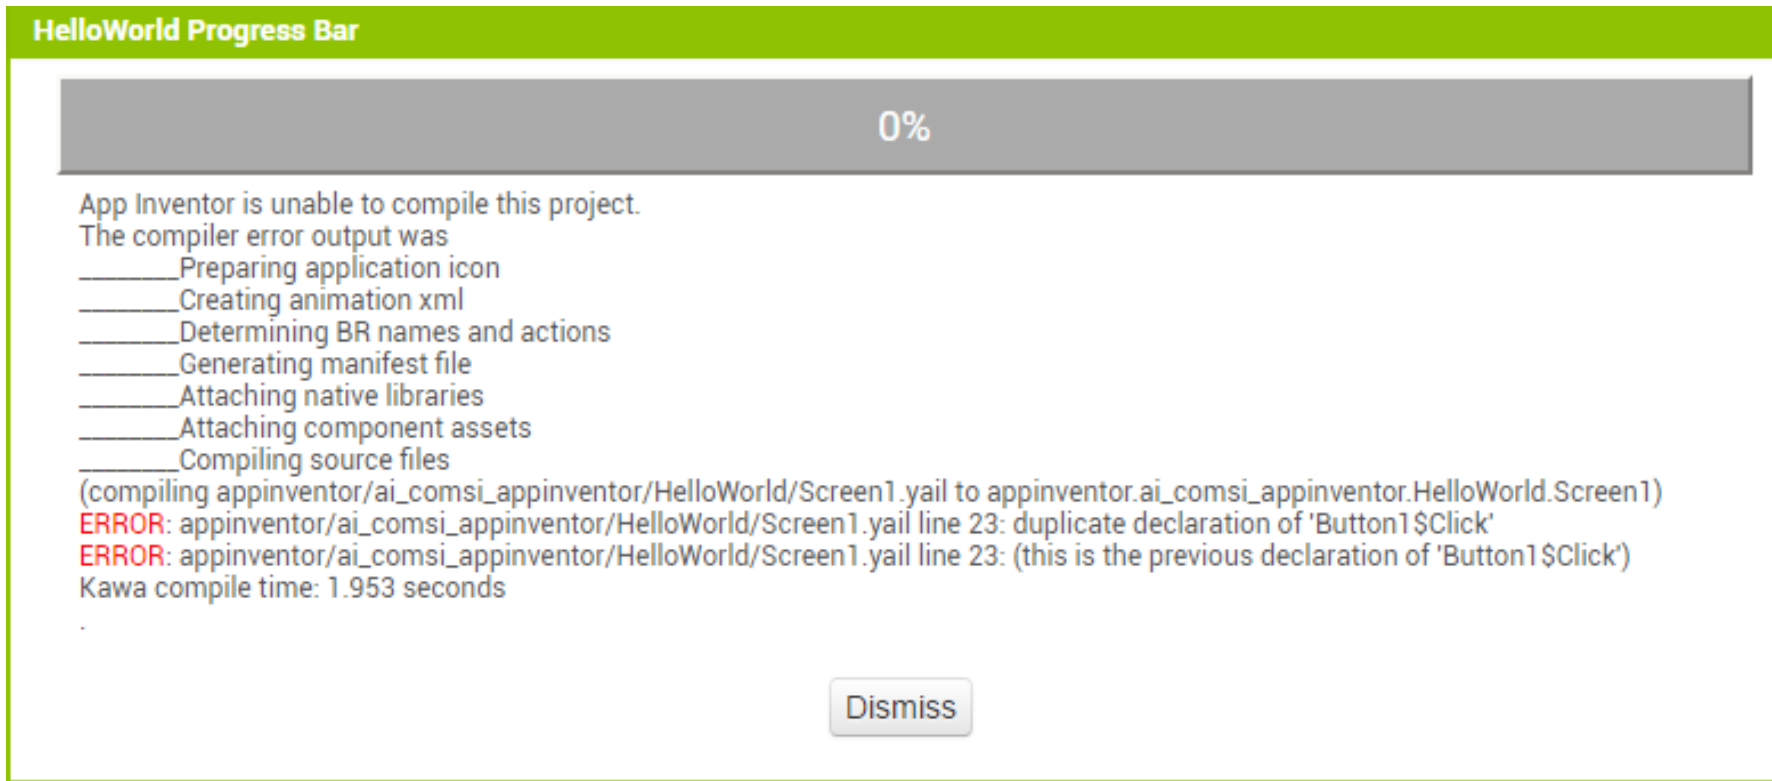 HelloWorld Progress Bar
0%
App Inventor is unable to compile this project.
The compiler error output was
________Preparing application icon
________Creating animation xml
________Determining BR names and actions
________Generating manifest file
________Attaching native libraries
________Attaching component assets
________Compiling source files
(compiling appinventor/ai_comsi_appinventor/HelloWorld/Screen1.yail to appinventor.ai_comsi_appinventor.HelloWorld.Screen1)
ERROR: appinventor/ai_comsi_appinventor/HelloWorld/Screen1.yail line 23: duplicate declaration of 'Button1$Click'
ERROR: appinventor/ai_comsi_appinventor/HelloWorld/Screen1.yail line 23: (this is the previous declaration of 'Button1$Click')
Kawa compile time: 1.953 seconds
.
Dismiss